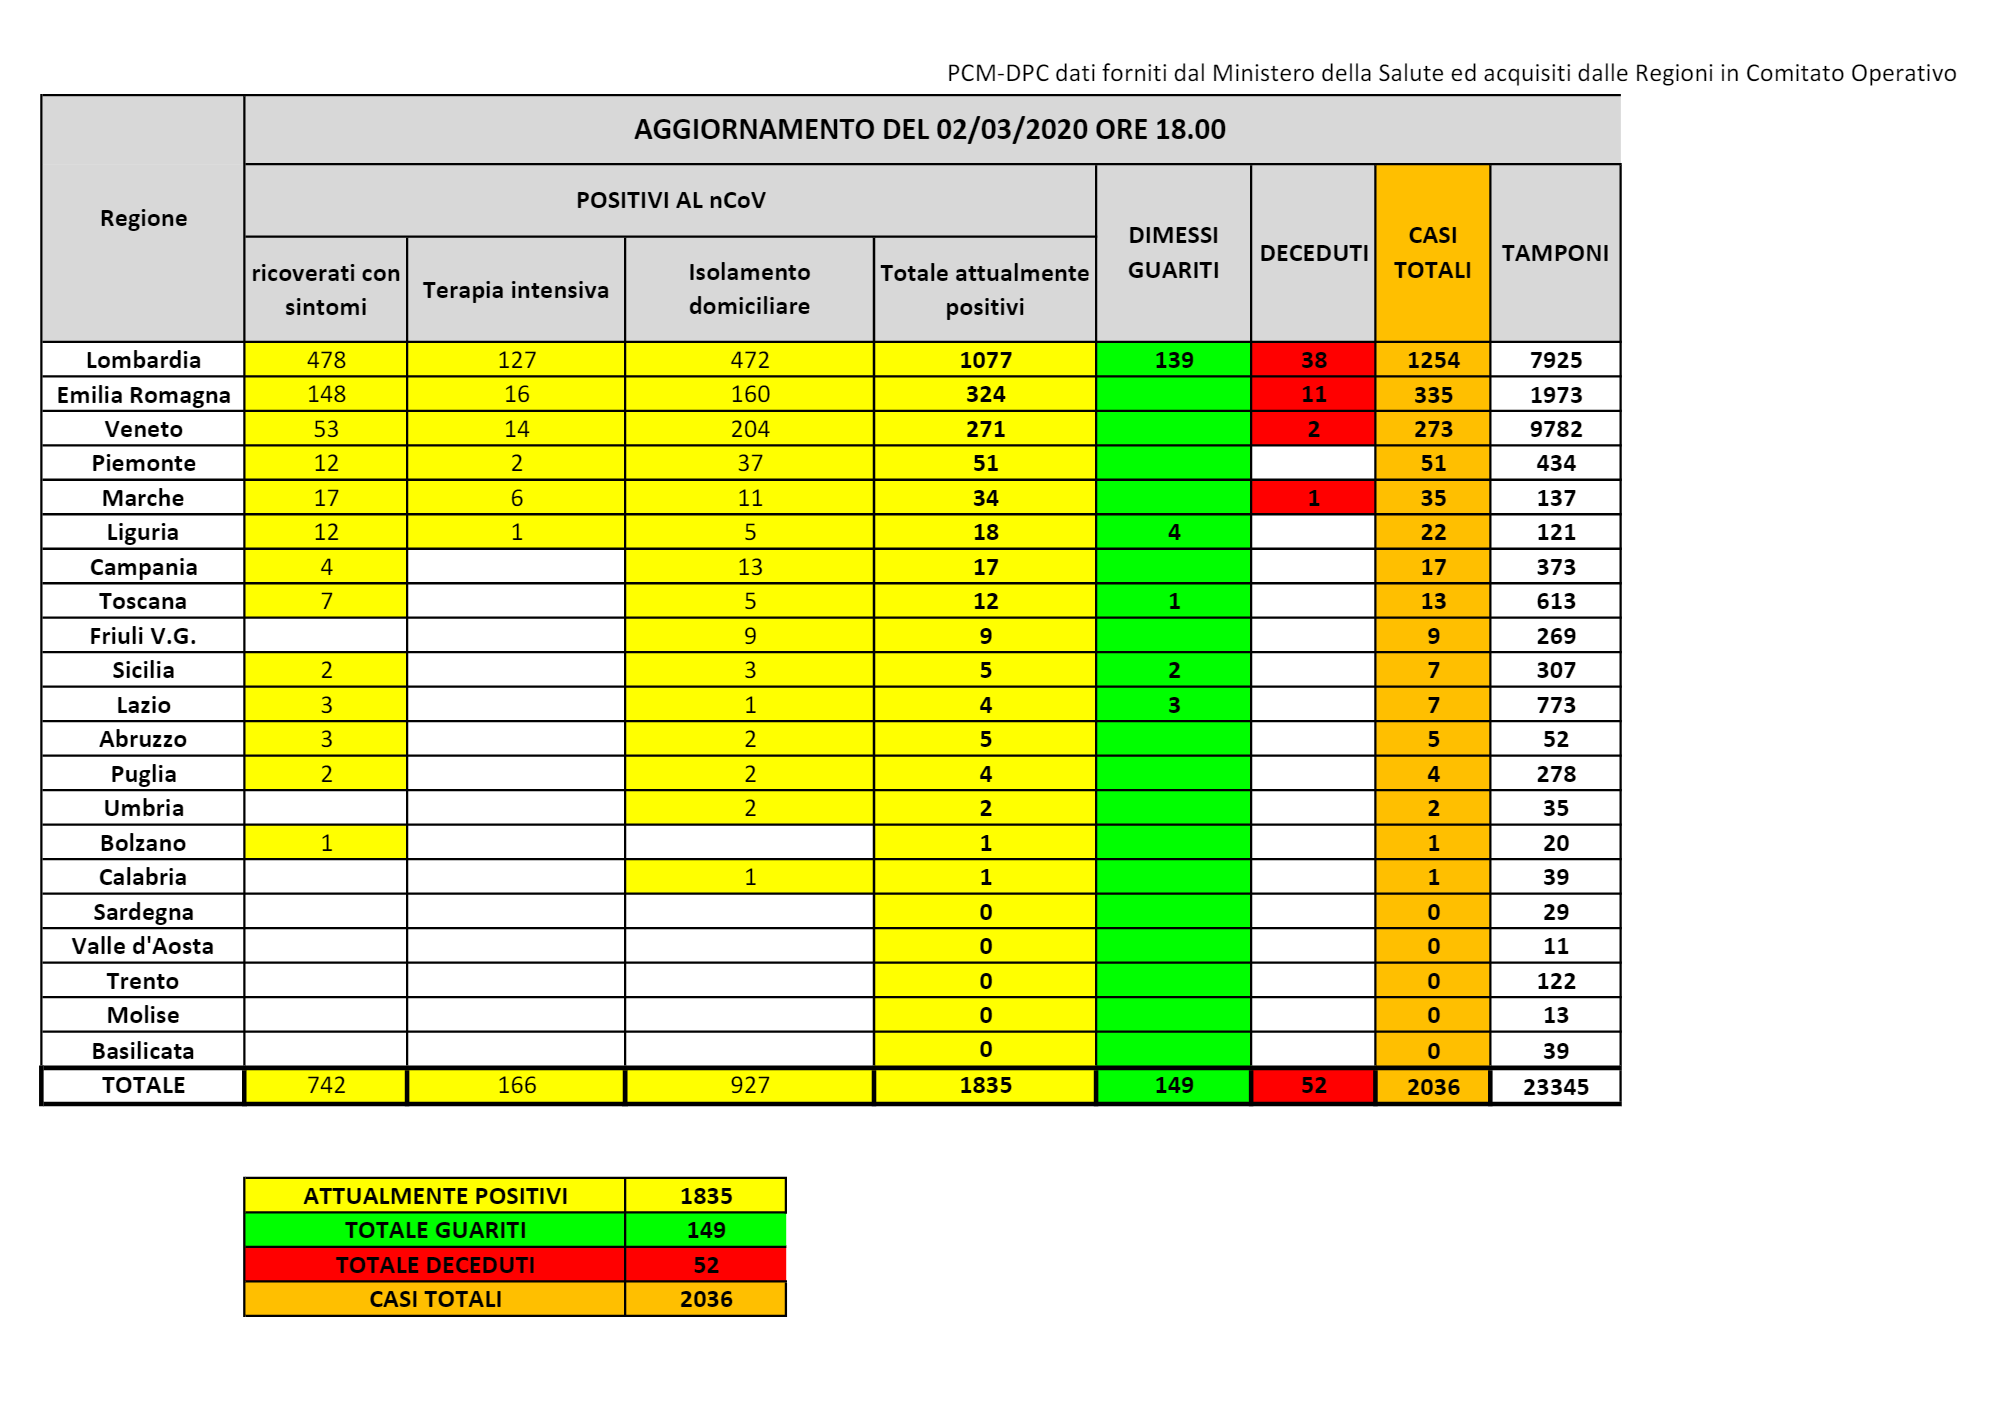 PCM-DPC dati forniti dal Ministero della Salute ed acquisiti dalle Regioni in Comitato Operativo
AGGIORNAMENTO DEL 02/03/2020 ORE 18.00
Regione
POSITIVI AL nCoV
DIMESSI
GUARITI
DECEDUTI
CASI
TOTALI
TAMPONI
ricoverati con
sintomi
Terapia intensiva
Isolamento
domiciliare
Totale attualmente
positivi
Lombardia 478 127 472 1077 139 38 1254 7925
Emilia Romagna 148 16 160 324 11 335 1973
Veneto 53 14 204 271 2 273 9782
Piemonte 12 2 37 51 51 434
Marche 17 6 11 34 1 35 137
Liguria 12 1 5 18 4 22 121
Campania 4 13 17 17 373
Toscana 7 5 12 1 13 613
Friuli V.G. 9 9 9 269
Sicilia 2 3 5 2 7 307
Lazio 3 1 4 3 7 773
Abruzzo 3 2 5 5 52
Puglia 2 2 4 4 278
Umbria 2 2 2 35
Bolzano 1 1 1 20
Calabria 1 1 1 39
Sardegna 0 0 29
Valle d'Aosta 0 0 11
Trento 0 0 122
Molise 0 0 13
Basilicata 0 0 39
TOTALE 742 166 927 1835 149 52 2036 23345
ATTUALMENTE POSITIVI 1835
TOTALE GUARITI 149
TOTALE DECEDUTI 52
CASI TOTALI 2036